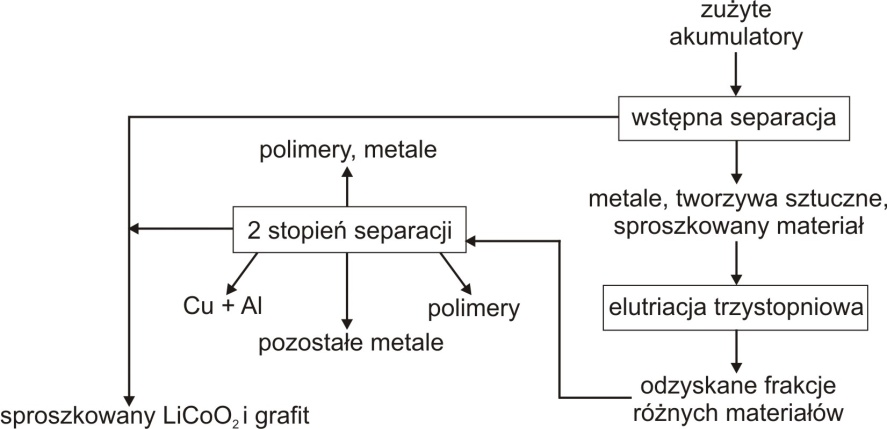 zużyte
akumulatory
wstępna separacja
polimery, metale
metale, tworzywa sztuczne,
sproszkowany materiał
2 stopień separacji
Cu + Al
polimery
elutriacja trzystopniowa
pozostałe metale
odzyskane frakcje
różnych materiałów
sproszkowany LiCoO₂ i grafit